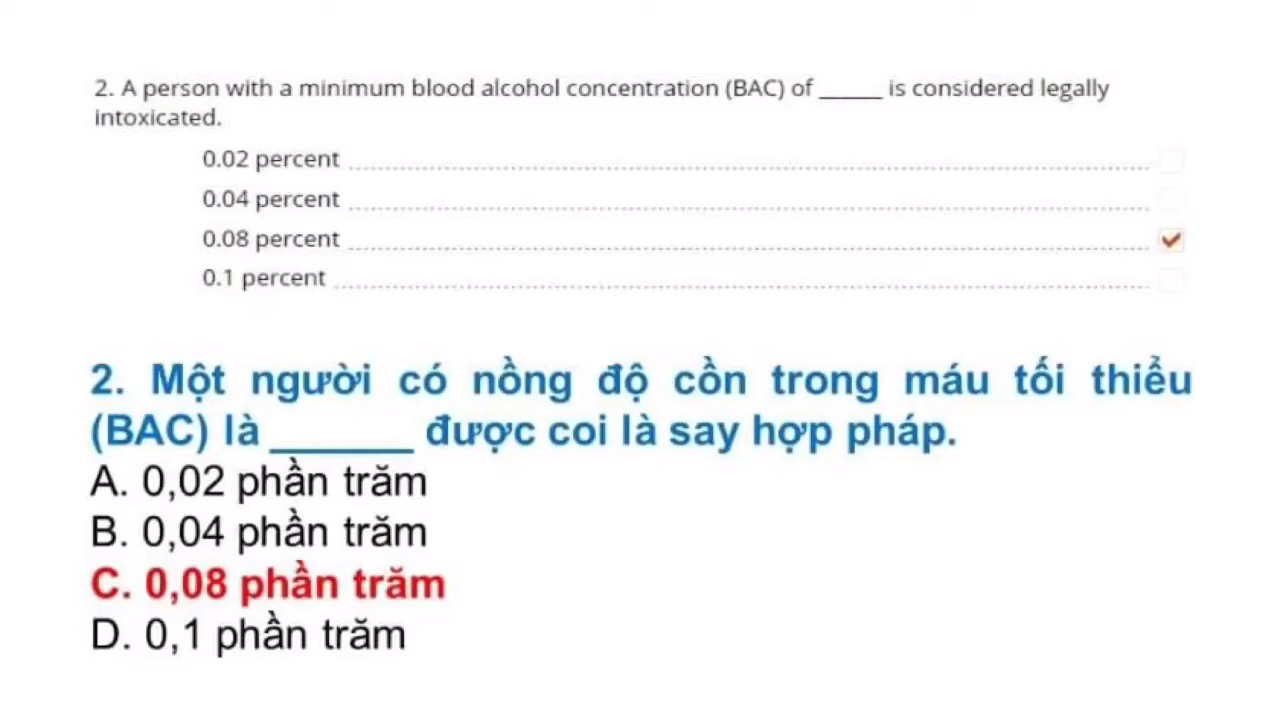 2. A person with a minimum blood alcohol concentration (BAC) of ______ is considered legally
intoxicated.
0.02 percent
0.04 percent
0.08 percent
0.1 percent
2. Một người có nồng độ cồn trong máu tối thiểu
(BAC) là ______ được coi là say hợp pháp.
A. 0,02 phần trăm
B. 0,04 phần trăm
C. 0,08 phần trăm
D. 0,1 phần trăm